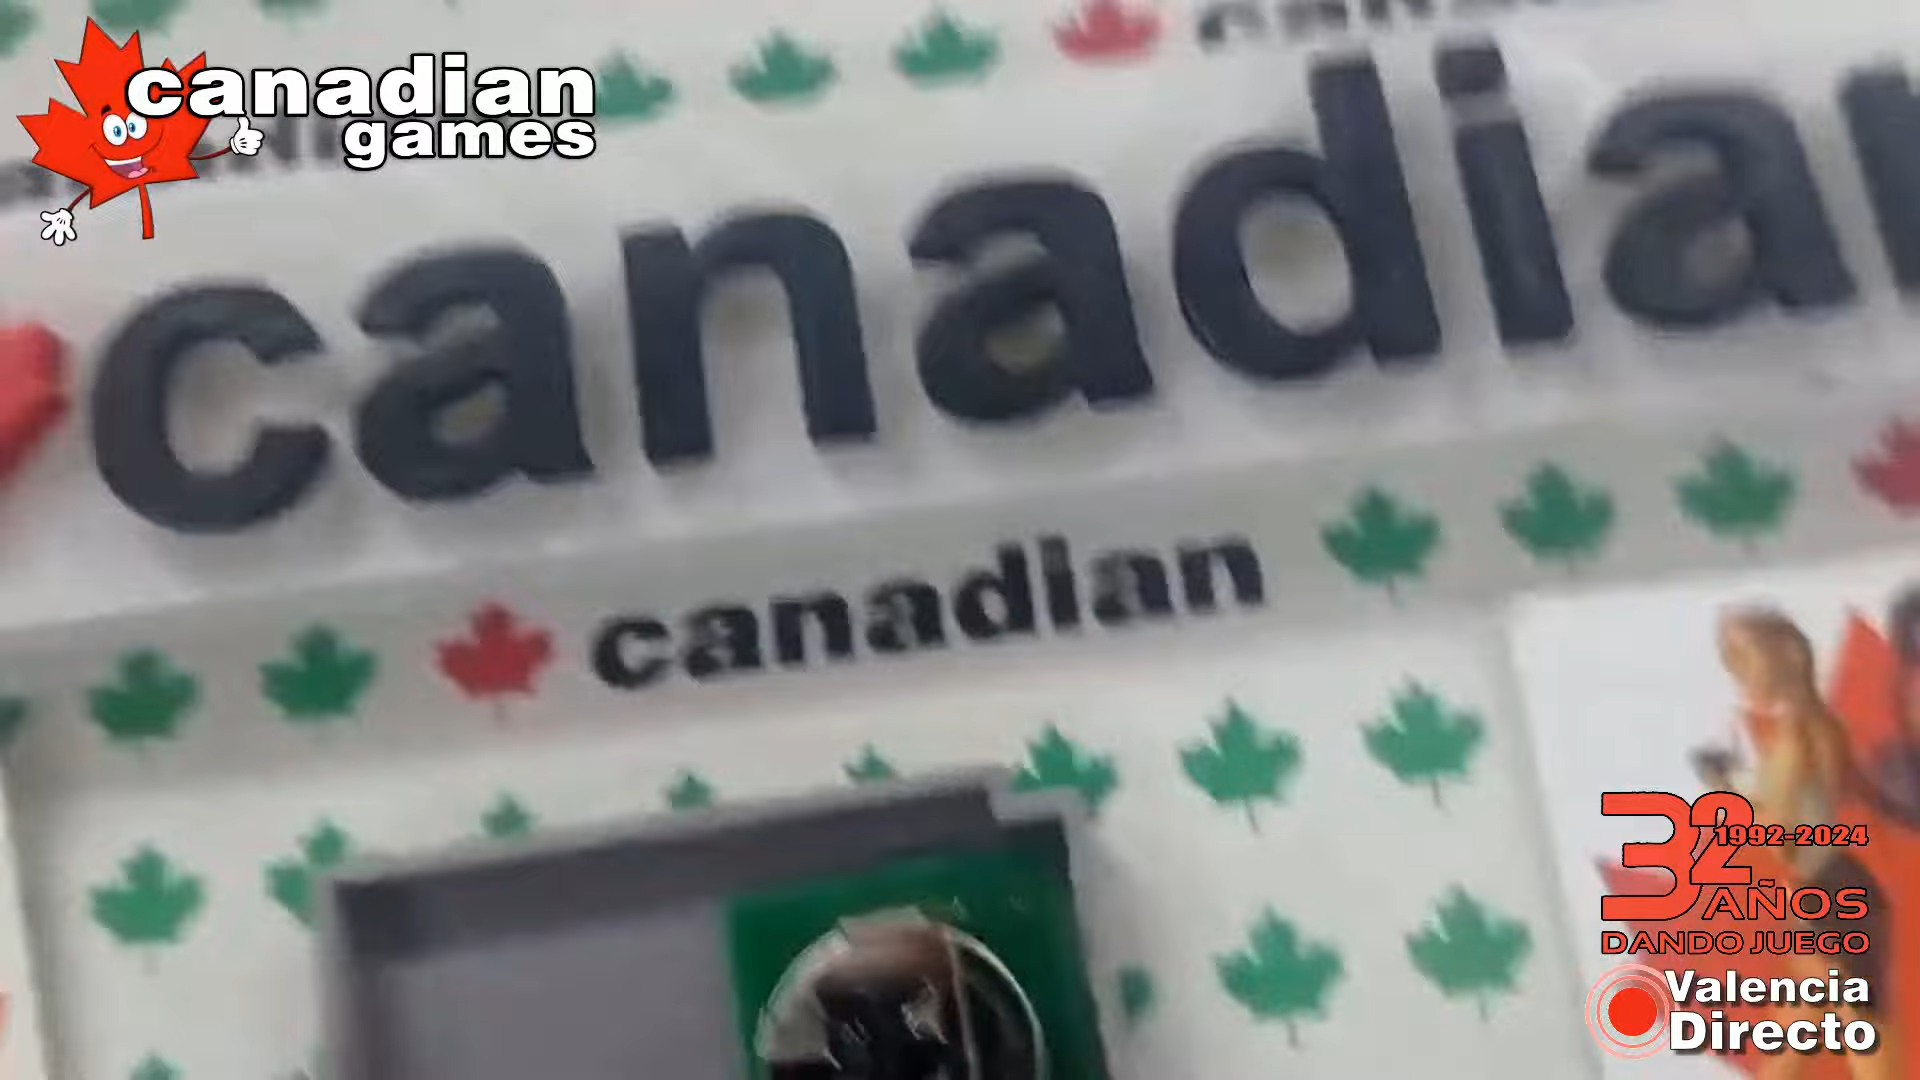 canadian
games
canadian
canadian
32
1992-2024
AÑOS
DANDO JUEGO
Valencia
Directo